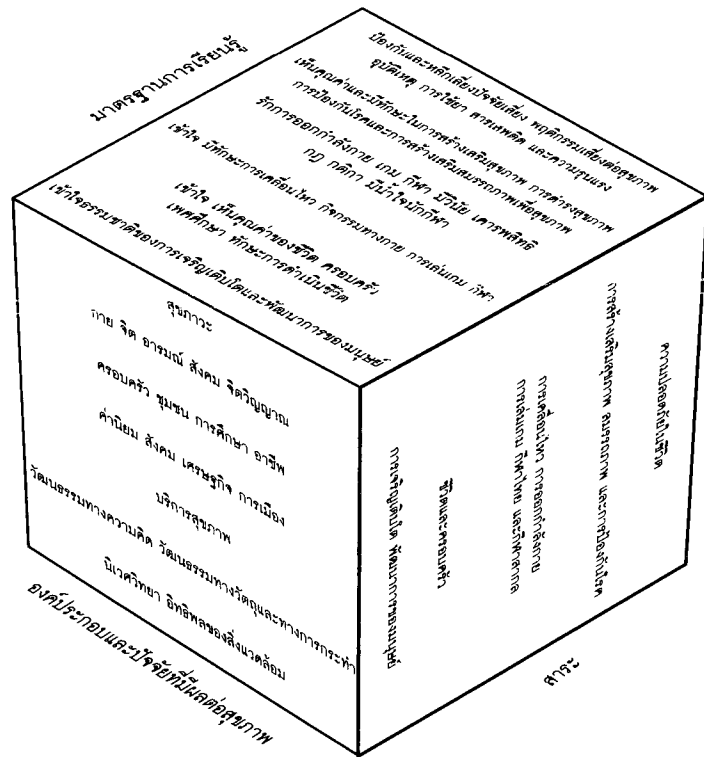 มาตรฐานการเรียนรู้
ป้องกันและหลีกเลี่ยงปัจจัยเสี่ยง พฤติกรรมเสี่ยงต่อสุขภาพ
อุบัติเหตุ การใช้ยา สารเสพติด และความรุนแรง
เห็นคุณค่าและมีทักษะในการสร้างเสริมสุขภาพ การดำรงสุขภาพ
การป้องกันโรคและการสร้างเสริมสมรรถภาพเพื่อสุขภาพ
รักการออกกำลังกาย เกม กีฬา มีวินัย เคารพสิทธิ
กฎ กติกา มีน้ำใจนักกีฬา
เข้าใจ มีทักษะการเคลื่อนไหว กิจกรรมทางกาย การเล่นเกม กีฬา
เข้าใจ เห็นคุณค่าของชีวิต ครอบครัว
เพศศึกษา ทักษะการดำเนินชีวิต
เข้าใจธรรมชาติของการเจริญเติบโตและพัฒนาการของมนุษย์
สุขภาวะ
กาย จิต อารมณ์ สังคม จิตวิญญาณ
ครอบครัว ชุมชน การศึกษา อาชีพ
ค่านิยม สังคม เศรษฐกิจ การเมือง
บริการสุขภาพ
วัฒนธรรมทางความคิด วัฒนธรรมทางวัตถุและทางการกระทำ
นิเวศวิทยา อิทธิพลของสิ่งแวดล้อม
องค์ประกอบและปัจจัยที่มีผลต่อสุขภาพ
การเจริญเติบโต พัฒนาการของมนุษย์
ชีวิตและครอบครัว
การเคลื่อนไหว การออกกำลังกาย
การเล่นเกม กีฬาไทย และกีฬาสากล
การสร้างเสริมสุขภาพ สมรรถภาพ และการป้องกันโรค
ความปลอดภัยในชีวิต
สาระ